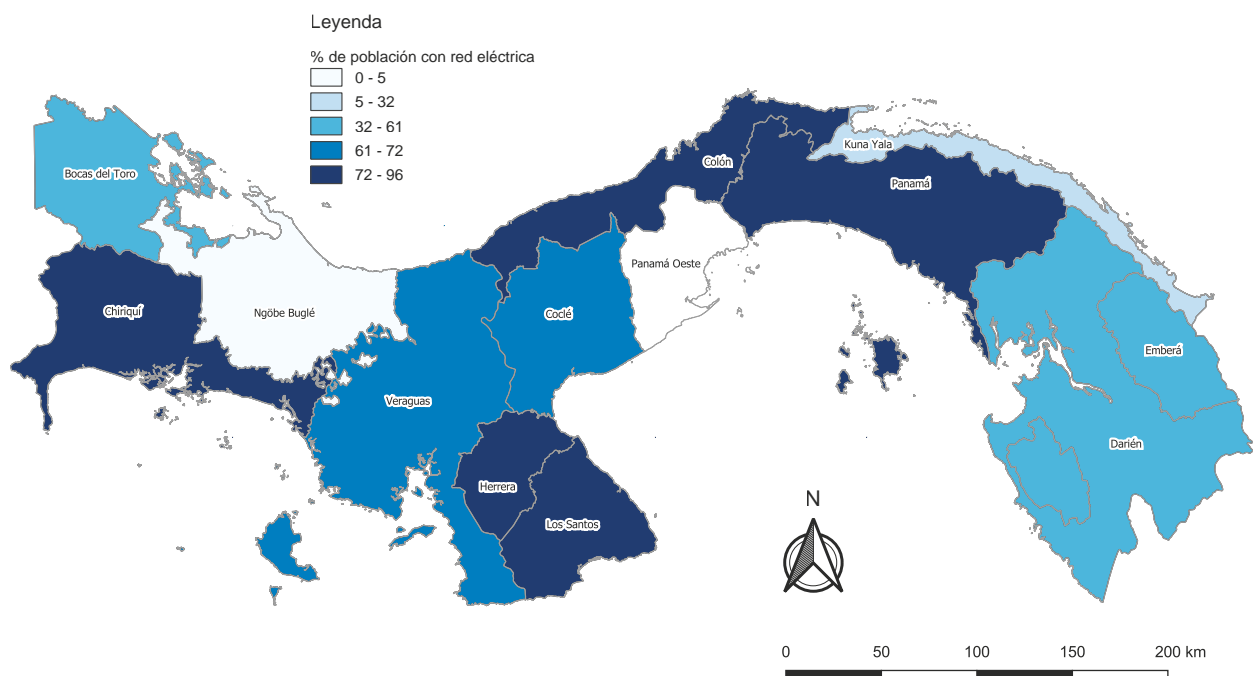 Leyenda
% de población con red eléctrica
0 - 5
5 - 32
32 - 61
61 - 72
72 - 96
Bocas del Toro
Chiriquí
Ngöbe Buglé
Veraguas
Coclé
Herrera
Los Santos
Colón
Panamá Oeste
Panamá
Kuna Yala
Emberá
Darién
N
0 50 100 150 200 km